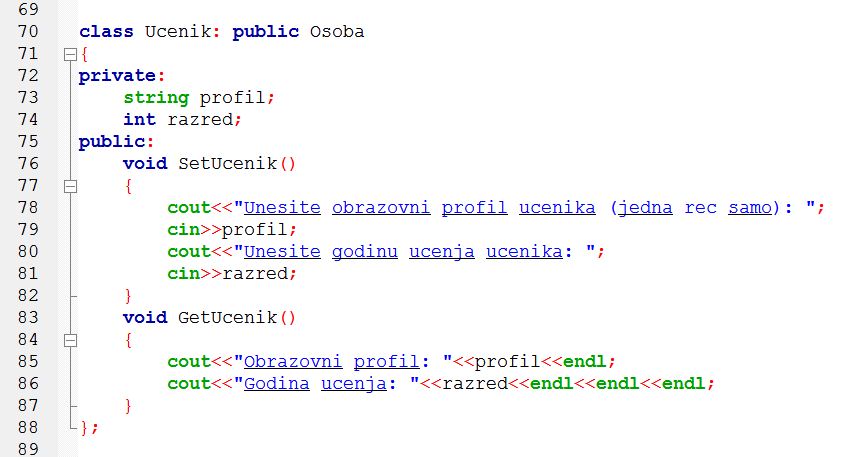 69
70 class Ucenik: public Osoba
71 {
72 private:
73 string profil;
74 int razred;
75 public:
76 void SetUcenik()
77 {
78 cout<<"Unesite obrazovni profil ucenika (jedna rec samo): ";
79 cin>>profil;
80 cout<<"Unesite godinu ucenja ucenika: ";
81 cin>>razred;
82 }
83 void GetUcenik()
84 {
85 cout<<"Obrazovni profil: "<<profil<<endl;
86 cout<<"Godina ucenja: "<<razred<<endl<<endl<<endl;
87 }
88 };
89